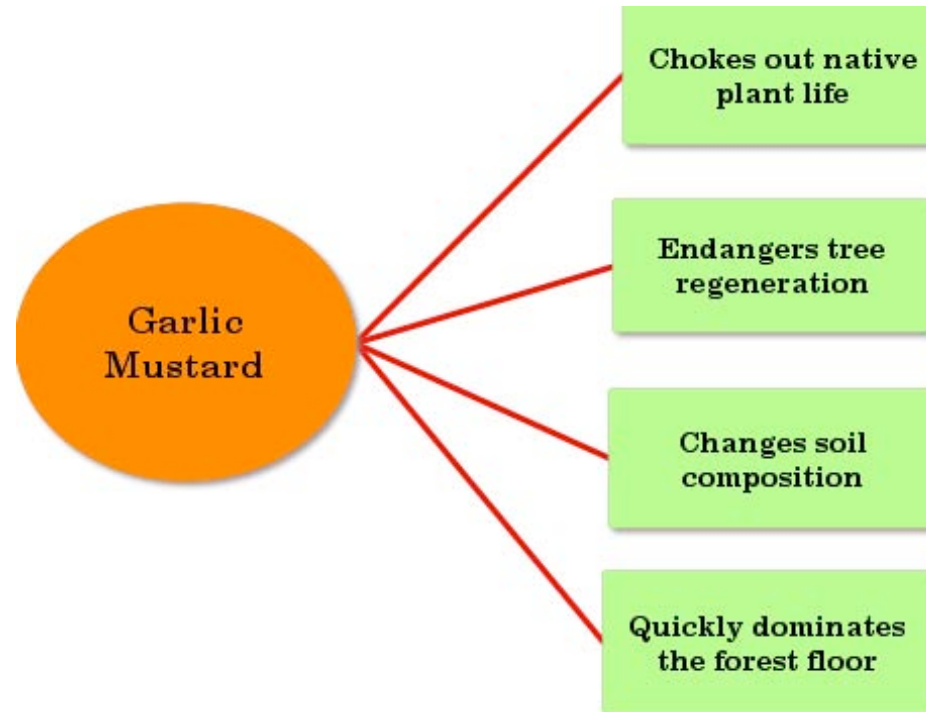 Garlic
Mustard
Chokes out native
plant life
Endangers tree
regeneration
Changes soil
composition
Quickly dominates
the forest floor